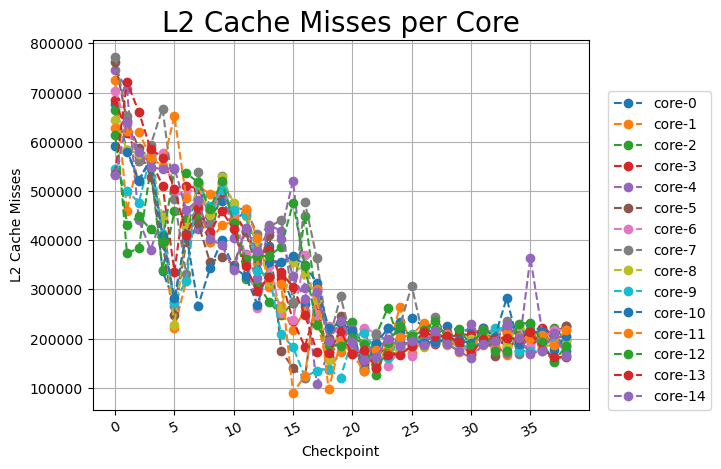 L2 Cache Misses per Core
L2 Cache Misses
800000
700000
600000
500000
400000
300000
200000
100000
0
5
10
15
20
25
30
35
Checkpoint
core-0
core-1
core-2
core-3
core-4
core-5
core-6
core-7
core-8
core-9
core-10
core-11
core-12
core-13
core-14